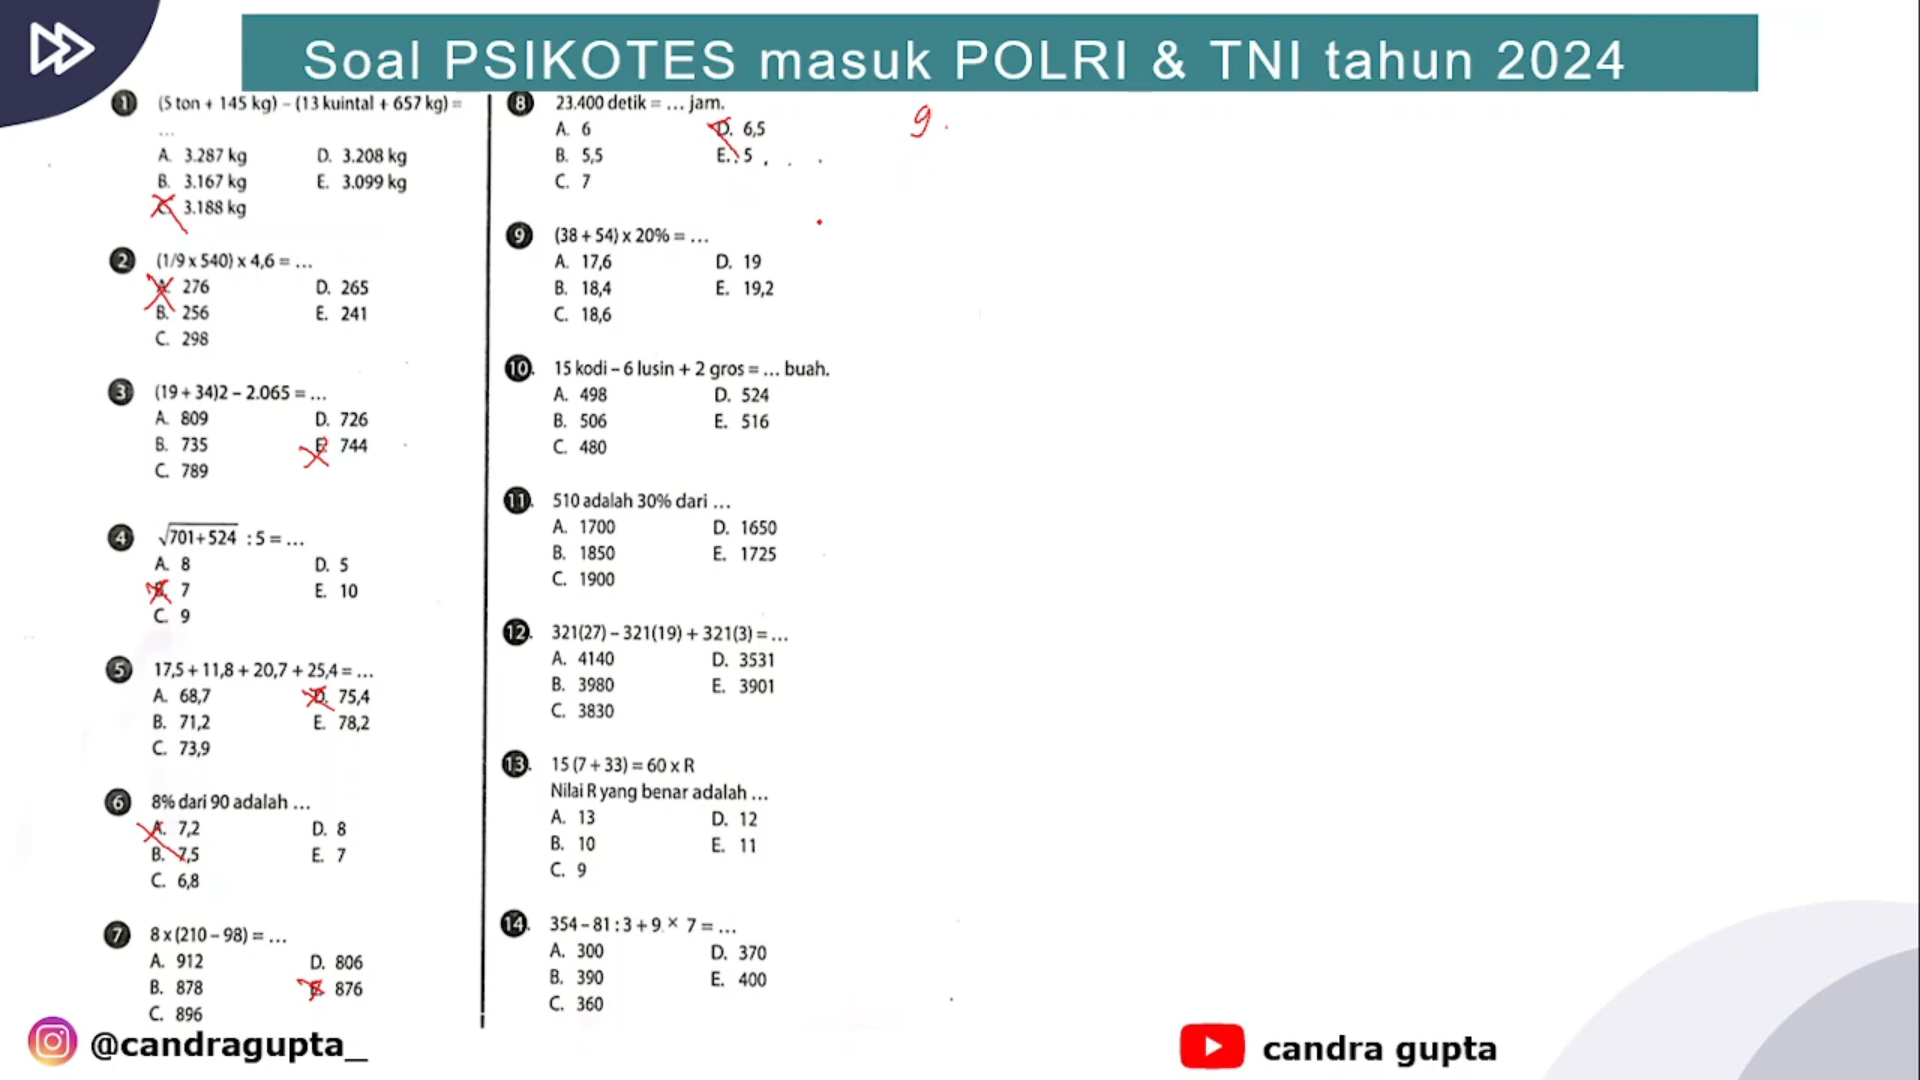 Soal PSIKOTES masuk POLRI & TNI tahun 2024
1 (5 ton + 145 kg) – (13 kuintal + 657 kg) =
...
A. 3.287 kg D. 3.208 kg
B. 3.167 kg E. 3.099 kg
C. 3.188 kg
2 (1/9 x 540) x 4,6 = ...
A. 276 D. 265
B. 256 E. 241
C. 298
3 (19 + 34)2 – 2.065 = ...
A. 809 D. 726
B. 735 E. 744
C. 789
4 √701+524 : 5 = ...
A. 8 D. 5
B. 7 E. 10
C. 9
5 17,5 + 11,8 + 20,7 + 25,4 = ...
A. 68,7 D. 75,4
B. 71,2 E. 78,2
C. 73,9
6 8% dari 90 adalah ...
A. 7,2 D. 8
B. 7,5 E. 7
C. 6,8
7 8 x (210 – 98) = ...
A. 912 D. 806
B. 878 E. 876
C. 896
8 23.400 detik = ... jam.
A. 6 D. 6,5
B. 5,5 E. 5
C. 7
9 (38 + 54) x 20% = ...
A. 17,6 D. 19
B. 18,4 E. 19,2
C. 18,6
10. 15 kodi – 6 lusin + 2 gros = ... buah.
A. 498 D. 524
B. 506 E. 516
C. 480
11. 510 adalah 30% dari ...
A. 1700 D. 1650
B. 1850 E. 1725
C. 1900
12. 321(27) – 321(19) + 321(3) = ...
A. 4140 D. 3531
B. 3980 E. 3901
C. 3830
13. 15 (7 + 33) = 60 x R
Nilai R yang benar adalah ...
A. 13 D. 12
B. 10 E. 11
C. 9
14. 354 – 81 : 3 + 9 × 7 = ...
A. 300 D. 370
B. 390 E. 400
C. 360
9.
@candragupta_
candra gupta